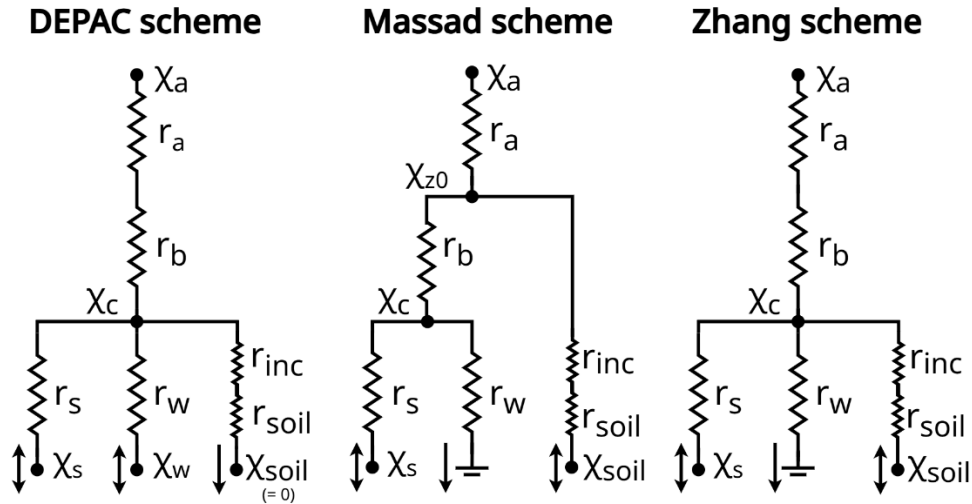 DEPAC scheme
χa
ra
rb
χc
rs
rw
rinc
rsoil
χs
χw
χsoil
(= 0)
Massad scheme
χa
ra
χz0
rb
χc
rs
rw
rinc
rsoil
χs
χsoil
Zhang scheme
χa
ra
rb
χc
rs
rw
rinc
rsoil
χs
χsoil